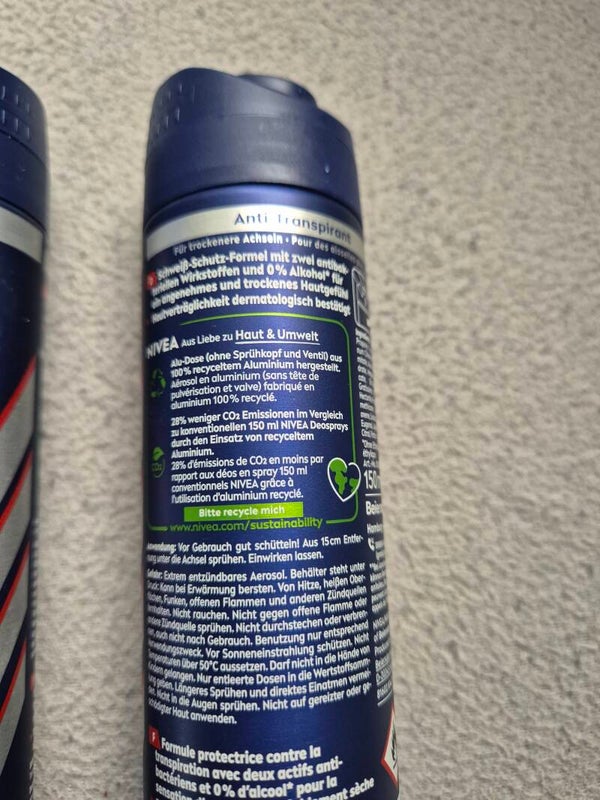 Anti-Transpirant
Für trockenere Achseln • Pour des aisselles
Schweiß-Schutz-Formel mit zwei antibak-
teriellen Wirkstoffen und 0% Alkohol* für
ein angenehmes und trockenes Hautgefühl
Hautverträglichkeit dermatologisch bestätigt
NIVEA Aus Liebe zu Haut & Umwelt
Alu-Dose (ohne Sprühkopf und Ventil) aus
100% recyceltem Aluminium hergestellt.
Aérosol en aluminium (sans tête de
pulvérisation et valve) fabriqué en
aluminium 100% recyclé.
28% weniger CO₂ Emissionen im Vergleich
zu konventionellen 150 ml NIVEA Deosprays
durch den Einsatz von recyceltem
Aluminium.
CO₂
28% d'émissions de CO₂ en moins par
rapport aux déos en spray 150 ml
conventionnels NIVEA grâce à
l'utilisation d'aluminium recyclé.
Bitte recycle mich
www.nivea.com/sustainability
150
Beier
Hambur
Anwendung: Vor Gebrauch gut schütteln! Aus 15cm Entfer-
nung unter die Achsel sprühen. Einwirken lassen.
Gefahr: Extrem entzündbares Aerosol. Behälter steht unter
Druck: Kann bei Erwärmung bersten. Von Hitze, heißen Ober-
flächen, Funken, offenen Flammen und anderen Zündquellen
fernhalten. Nicht rauchen. Nicht gegen offene Flamme oder
andere Zündquelle sprühen. Nicht durchstechen oder verbren-
nen, auch nicht nach Gebrauch. Benutzung nur entsprechend
Verwendungszweck. Vor Sonneneinstrahlung schützen. Nicht
Temperaturen über 50°C aussetzen. Darf nicht in die Hände von
Kindern gelangen. Nur entleerte Dosen in die Wertstoffsamm-
lung geben. Längeres Sprühen und direktes Einatmen vermei-
den. Nicht in die Augen sprühen. Nicht auf gereizter oder ge-
schädigter Haut anwenden.
F Formule protectrice contre la
transpiration avec deux actifs anti-
bactériens et 0% d'alcool* pour la
sèche